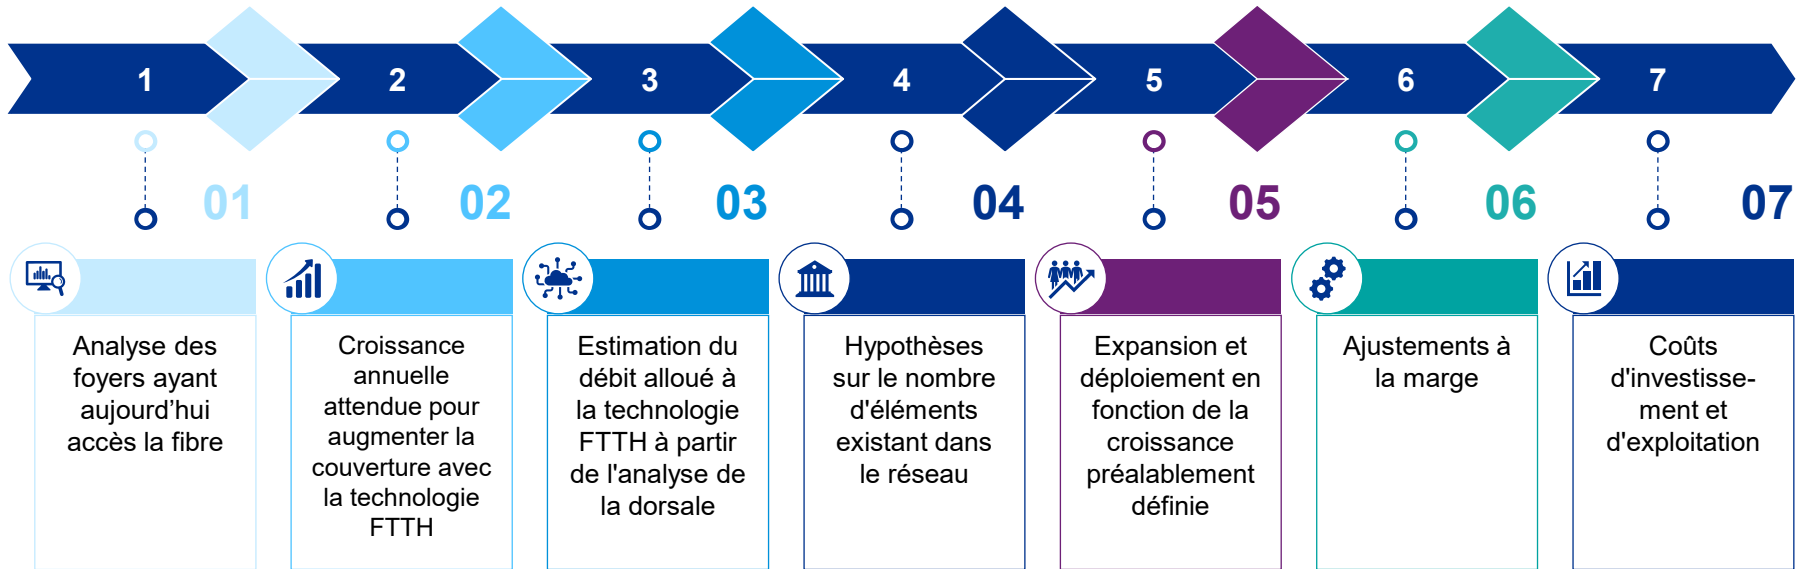 1
2
3
4
5
6
7
01
02
03
04
05
06
07
Analyse des
foyers ayant
aujourd’hui
accès la fibre
Croissance
annuelle
attendue pour
augmenter la
couverture avec
la technologie
FTTH
Estimation du
débit alloué à
la technologie
FTTH à partir
de l'analyse de
la dorsale
Hypothèses
sur le nombre
d'éléments
existant dans
le réseau
Expansion et
déploiement en
fonction de la
croissance
préalablement
définie
Ajustements à
la marge
Coûts
d'investisse-
ment et
d'exploitation